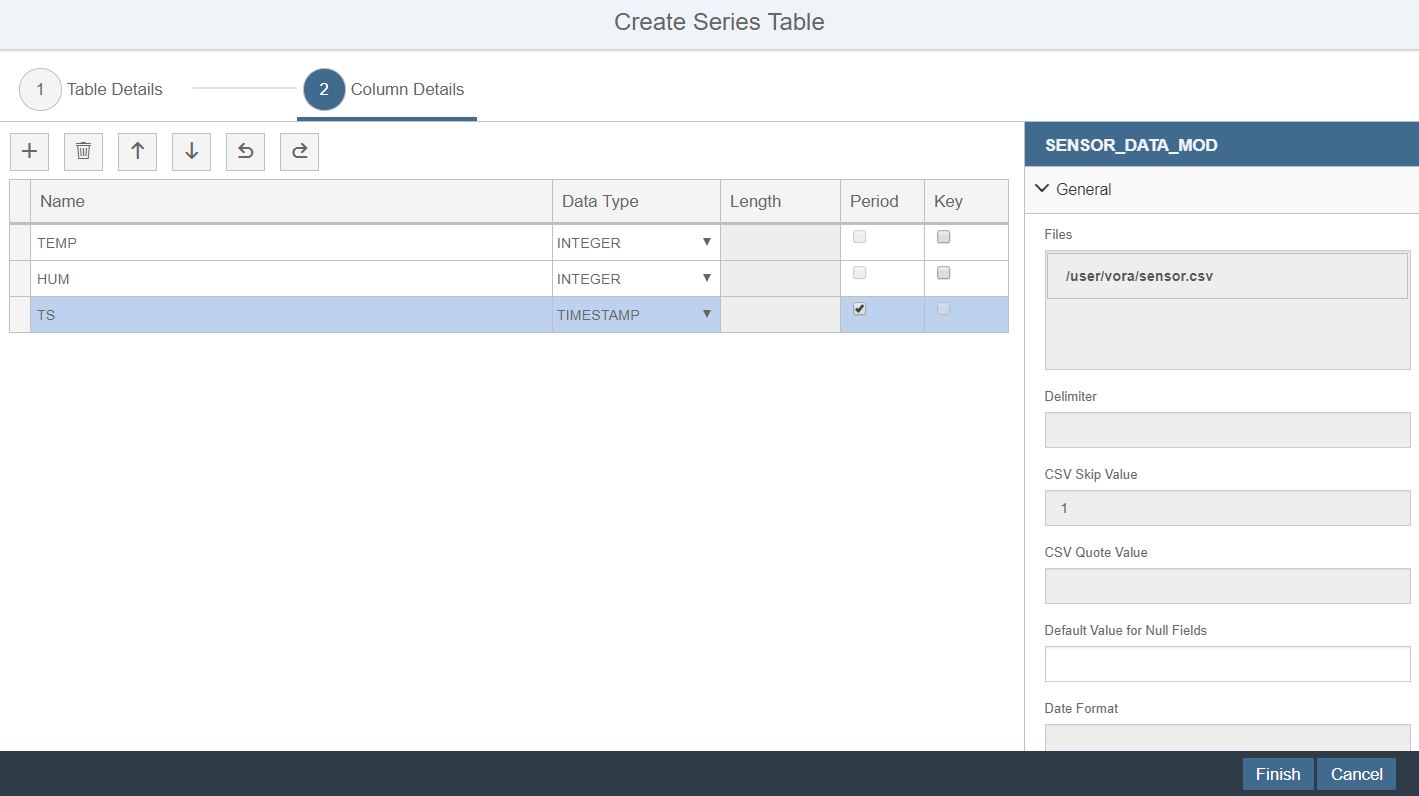 Create Series Table
1 Table Details 2 Column Details
Name Data Type Length Period Key
TEMP INTEGER
HUM INTEGER
TS TIMESTAMP
SENSOR_DATA_MOD
General
Files
/user/vora/sensor.csv
Delimiter
CSV Skip Value
1
CSV Quote Value
Default Value for Null Fields
Date Format
Finish Cancel